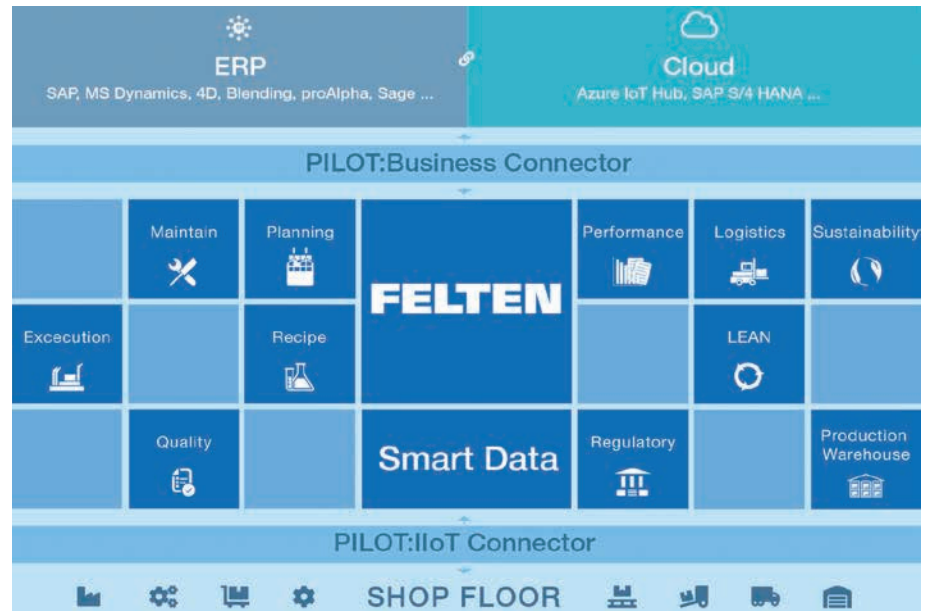 ERP
SAP, MS Dynamics, 4D, Blending, proAlpha, Sage ...
Cloud
Azure IoT Hub, SAP S/4 HANA ...
PILOT:Business Connector
Maintain
Planning
FELTEN
Performance
Logistics
Sustainability
Excecution
Recipe
LEAN
Quality
Smart Data
Regulatory
Production
Warehouse
PILOT:IIoT Connector
SHOP FLOOR